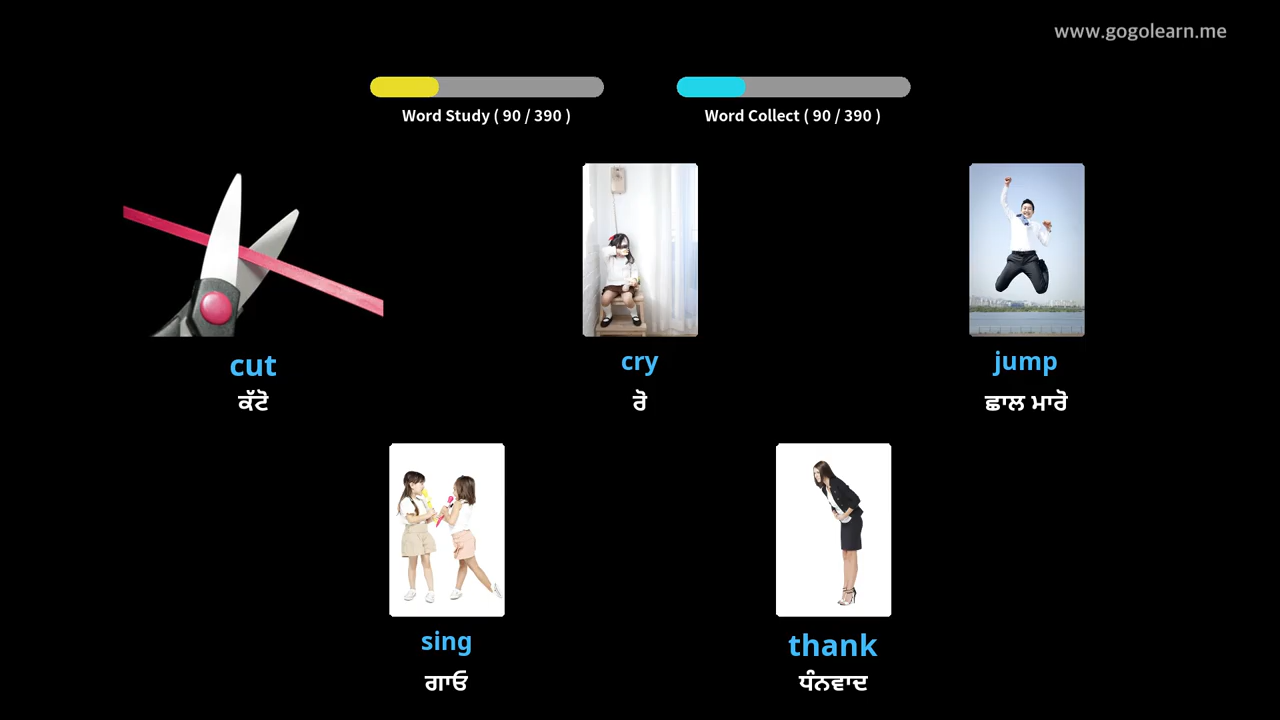 www.gogolearn.me
Word Study ( 90 / 390 )
Word Collect ( 90 / 390 )
cut
ਕੱਟੋ
cry
ਰੋ
jump
ਛਾਲ ਮਾਰੋ
sing
ਗਾਓ
thank
ਧੰਨਵਾਦ